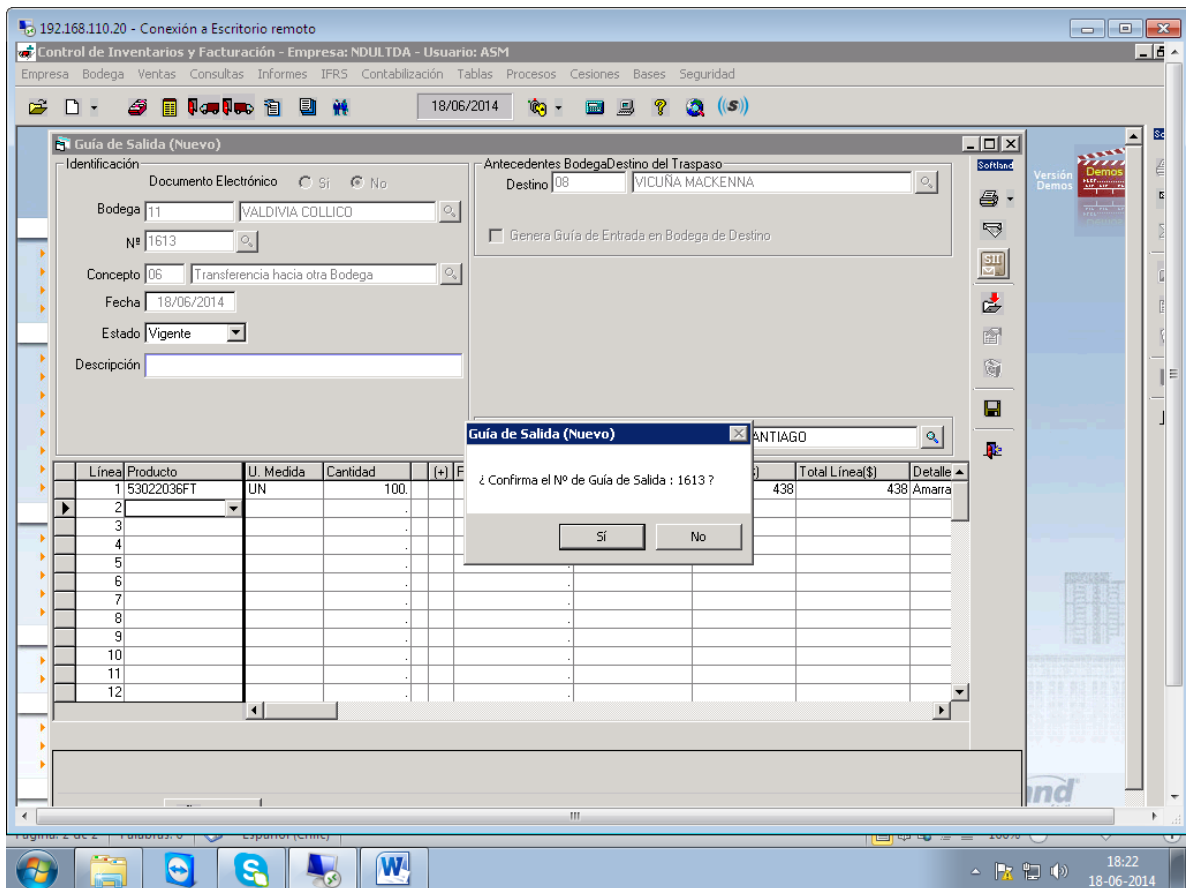 192.168.110.20 - Conexión a Escritorio remoto
Control de Inventarios y Facturación - Empresa: NDULTDA - Usuario: ASM
Empresa Bodega Ventas Consultas Informes IFRS Contabilización Tablas Procesos Cesiones Bases Seguridad
18/06/2014
((S))
Guía de Salida (Nuevo)
Softland
Versión Demos
Demos
Identificación
Documento Electrónico Si No
Bodega 11 VALDIVIA COLLICO
Nº 1613
Concepto 06 Transferencia hacia otra Bodega
Fecha 18/06/2014
Estado Vigente
Descripción
Antecedentes BodegaDestino del Traspaso
Destino 08 VICUÑA MACKENNA
Genera Guía de Entrada en Bodega de Destino
SII
ANTIAGO
Guía de Salida (Nuevo)
¿ Confirma el Nº de Guía de Salida : 1613 ?
Sí No
Línea Producto U. Medida Cantidad (+) F Total Línea($) Detalle
1 53022036FT UN 100. 438 438 Amarra
2
3
4
5
6
7
8
9
10
11
12
and
Español (Chile)
100%
18:22
18-06-2014